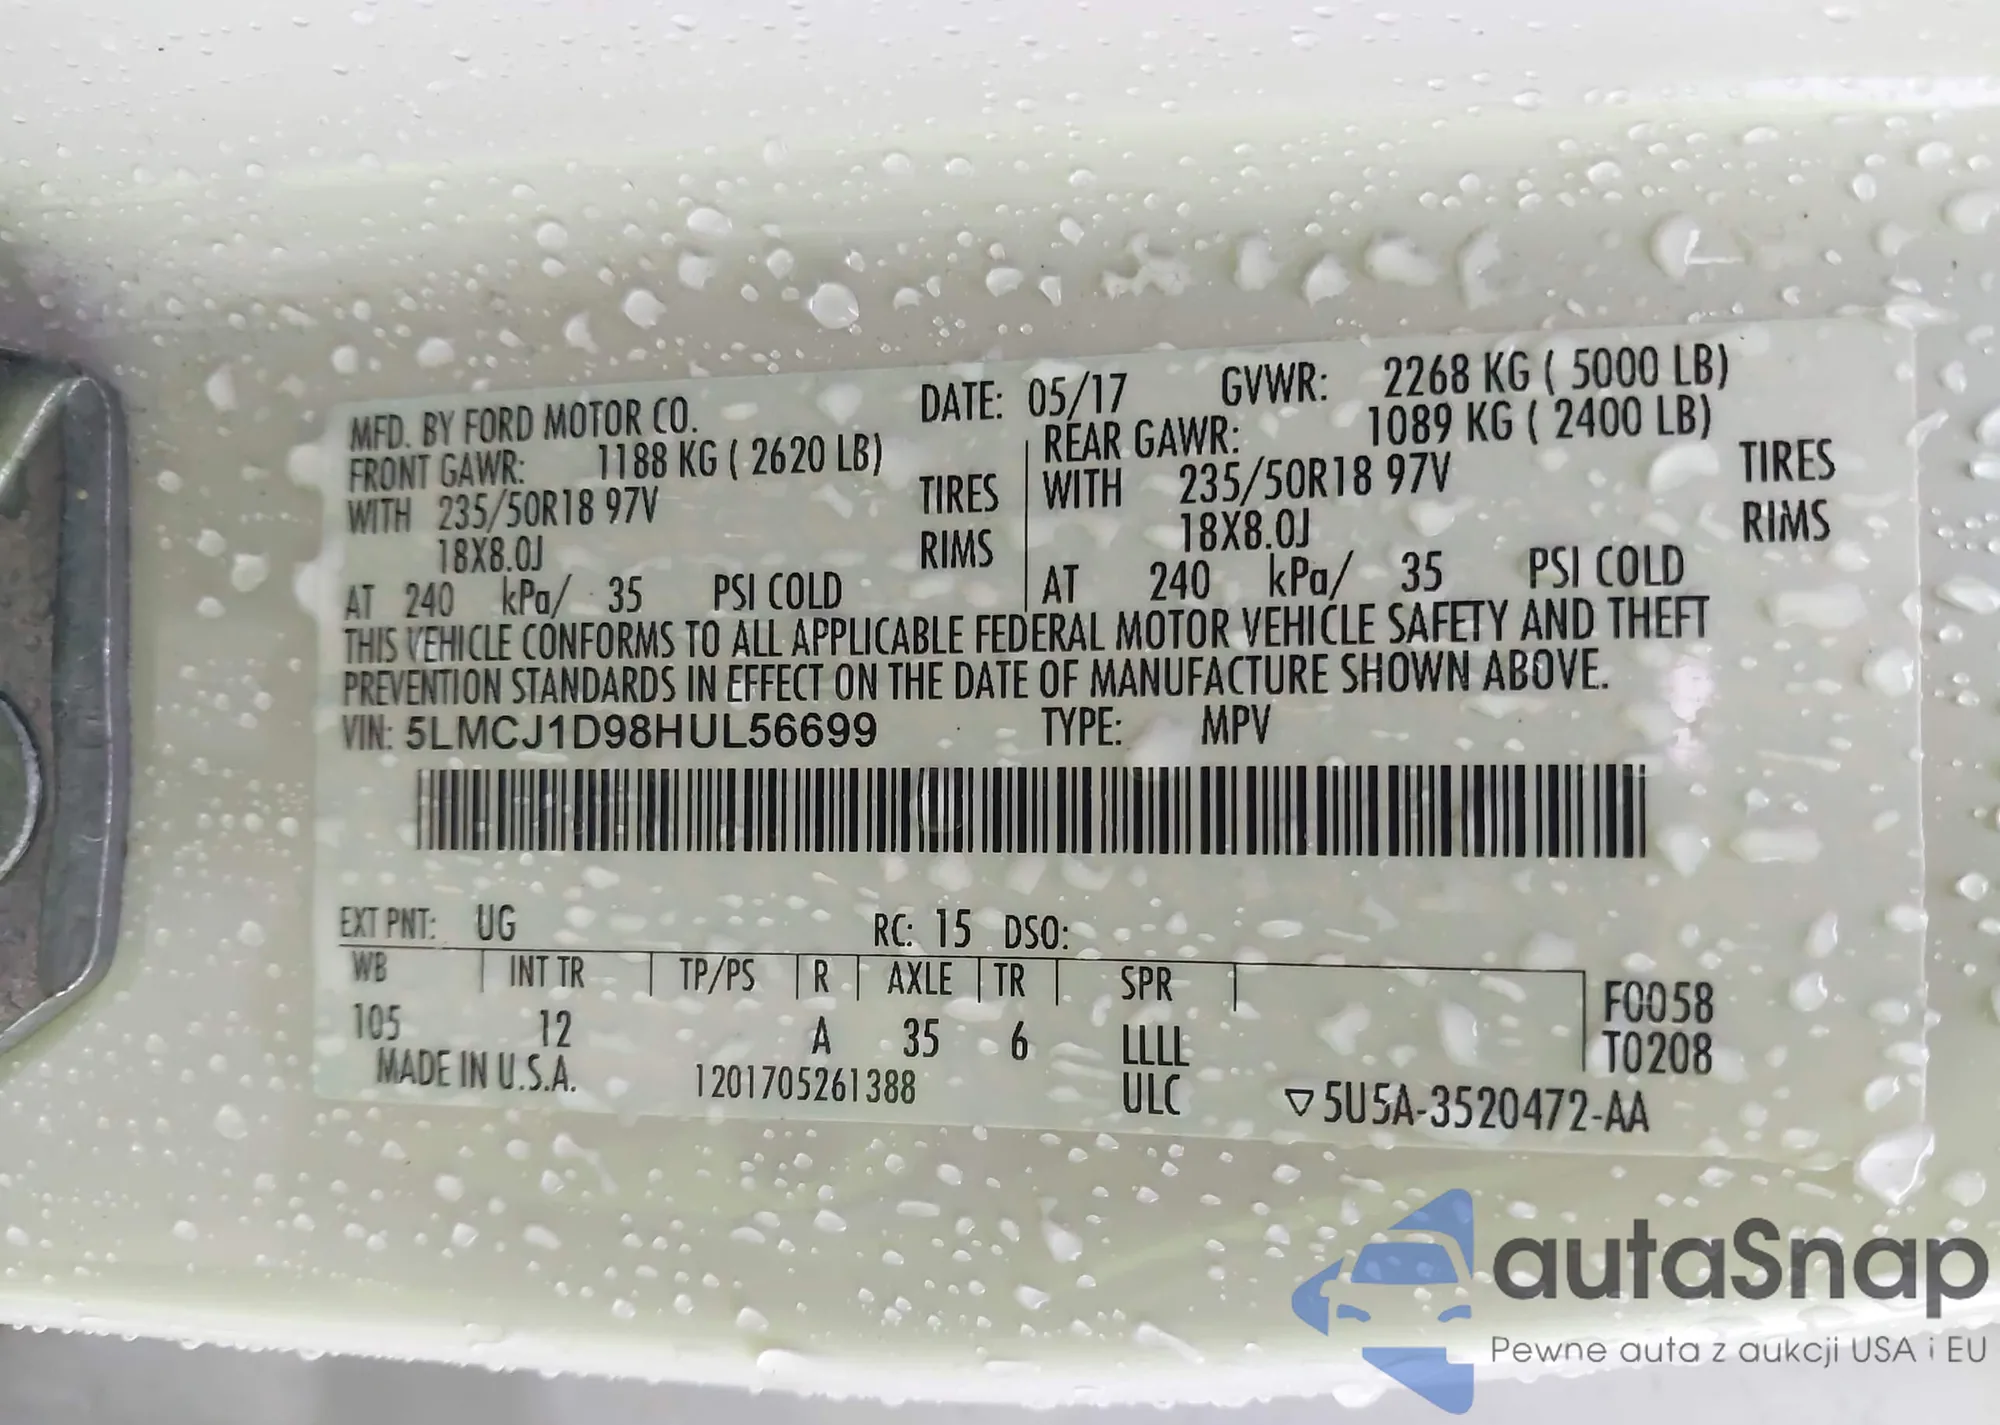 MFD. BY FORD MOTOR CO. DATE: 05/17 GVWR: 2268 KG ( 5000 LB)
FRONT GAWR: 1188 KG ( 2620 LB) REAR GAWR: 1089 KG ( 2400 LB)
WITH 235/50R18 97V TIRES WITH 235/50R18 97V TIRES
18X8.0J RIMS 18X8.0J RIMS
AT 240 kPa/ 35 PSI COLD AT 240 kPa/ 35 PSI COLD
THIS VEHICLE CONFORMS TO ALL APPLICABLE FEDERAL MOTOR VEHICLE SAFETY AND THEFT
PREVENTION STANDARDS IN EFFECT ON THE DATE OF MANUFACTURE SHOWN ABOVE.
VIN: 5LMCJ1D98HUL56699 TYPE: MPV
EXT PNT: UG RC: 15 DSO:
WB INT TR TP/PS R AXLE TR SPR F0058
105 12 A 35 6 LLLL T0208
MADE IN U.S.A. 1201705261388 ULC ▽5U5A-3520472-AA
autaSnap
Pewne auta z aukcji USA i EU